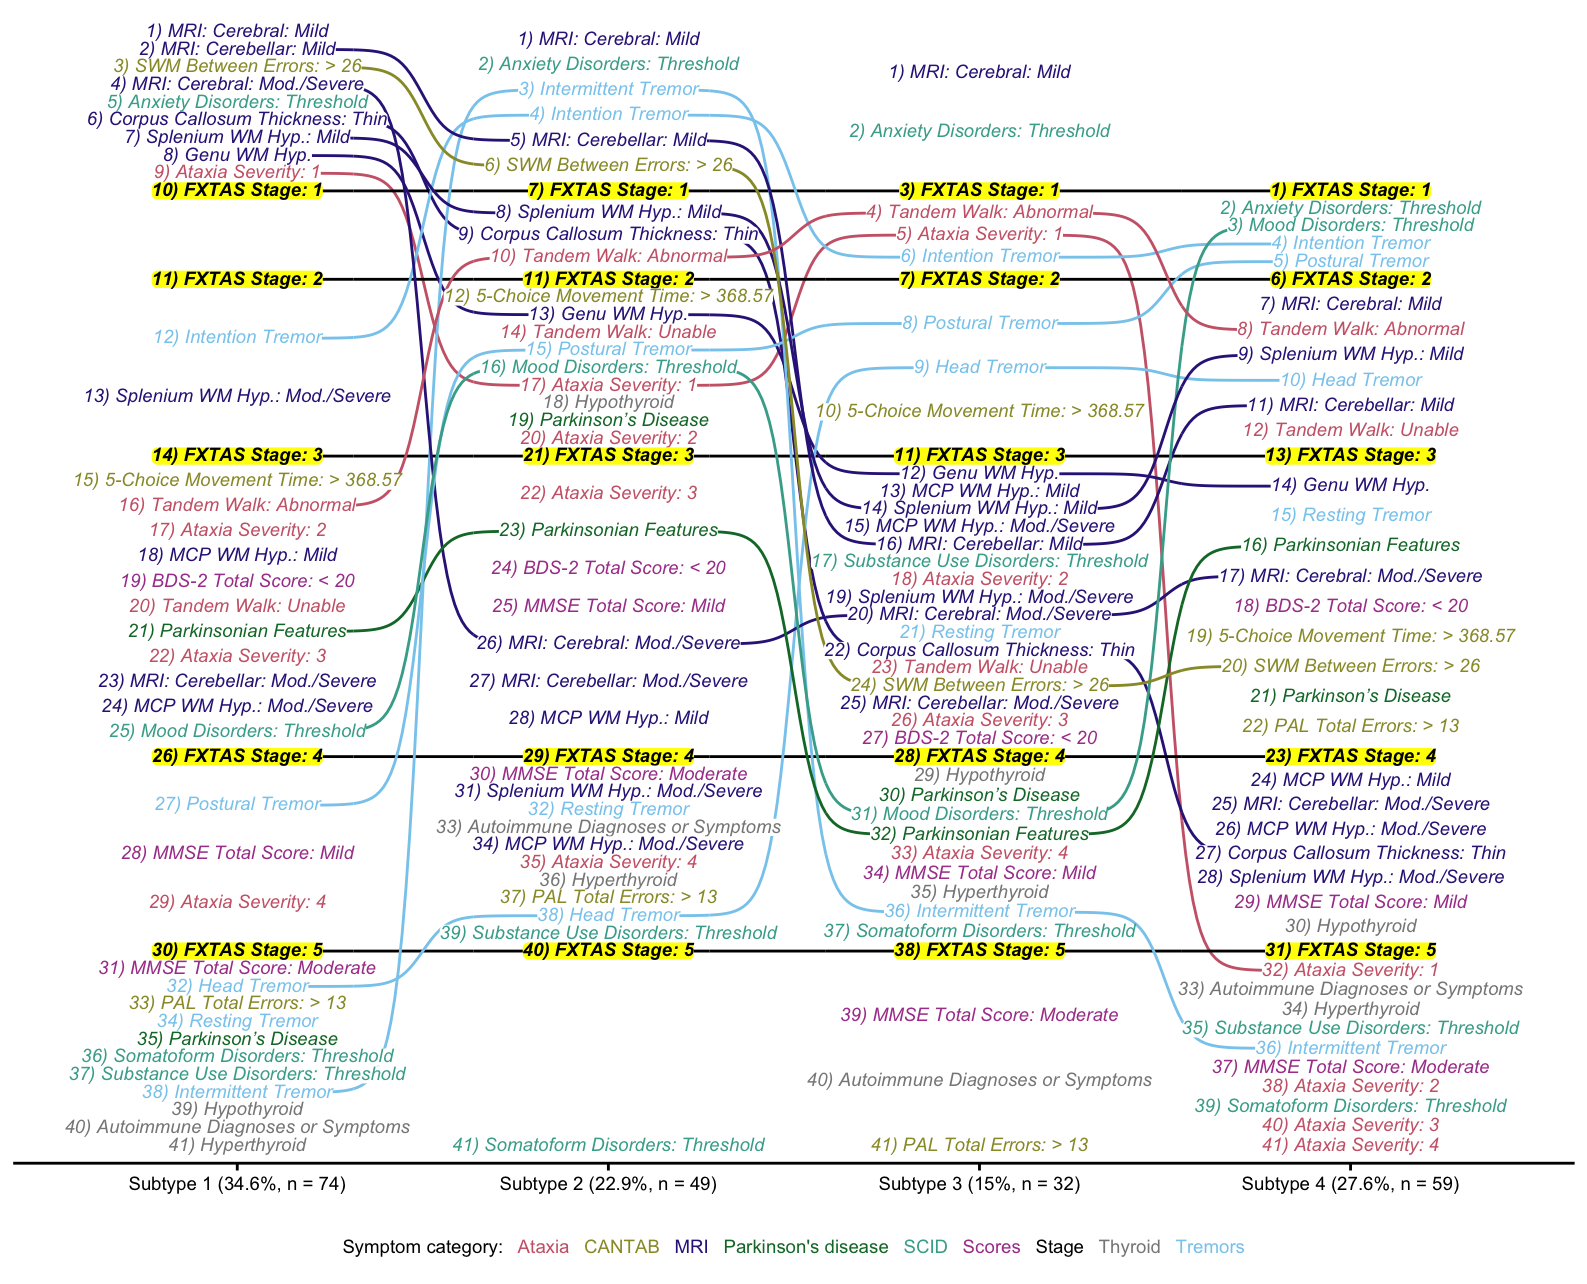 1) MRI: Cerebral: Mild
2) MRI: Cerebellar: Mild
3) SWM Between Errors: > 26
4) MRI: Cerebral: Mod./Severe
5) Anxiety Disorders: Threshold
6) Corpus Callosum Thickness: Thin
7) Splenium WM Hyp.: Mild
8) Genu WM Hyp.
9) Ataxia Severity: 1
10) FXTAS Stage: 1
11) FXTAS Stage: 2
12) Intention Tremor
13) Splenium WM Hyp.: Mod./Severe
14) FXTAS Stage: 3
15) 5-Choice Movement Time: > 368.57
16) Tandem Walk: Abnormal
17) Ataxia Severity: 2
18) MCP WM Hyp.: Mild
19) BDS-2 Total Score: < 20
20) Tandem Walk: Unable
21) Parkinsonian Features
22) Ataxia Severity: 3
23) MRI: Cerebellar: Mod./Severe
24) MCP WM Hyp.: Mod./Severe
25) Mood Disorders: Threshold
26) FXTAS Stage: 4
27) Postural Tremor
28) MMSE Total Score: Mild
29) Ataxia Severity: 4
30) FXTAS Stage: 5
31) MMSE Total Score: Moderate
32) Head Tremor
33) PAL Total Errors: > 13
34) Resting Tremor
35) Parkinson's Disease
36) Somatoform Disorders: Threshold
37) Substance Use Disorders: Threshold
38) Intermittent Tremor
39) Hypothyroid
40) Autoimmune Diagnoses or Symptoms
41) Hyperthyroid
Subtype 1 (34.6%, n = 74)
1) MRI: Cerebral: Mild
2) Anxiety Disorders: Threshold
3) Intermittent Tremor
4) Intention Tremor
5) MRI: Cerebellar: Mild
6) SWM Between Errors: > 26
7) FXTAS Stage: 1
8) Splenium WM Hyp.: Mild
9) Corpus Callosum Thickness: Thin
10) Tandem Walk: Abnormal
11) FXTAS Stage: 2
12) 5-Choice Movement Time: > 368.57
13) Genu WM Hyp.
14) Tandem Walk: Unable
15) Postural Tremor
16) Mood Disorders: Threshold
17) Ataxia Severity: 1
18) Hypothyroid
19) Parkinson's Disease
20) Ataxia Severity: 2
21) FXTAS Stage: 3
22) Ataxia Severity: 3
23) Parkinsonian Features
24) BDS-2 Total Score: < 20
25) MMSE Total Score: Mild
26) MRI: Cerebral: Mod./Severe
27) MRI: Cerebellar: Mod./Severe
28) MCP WM Hyp.: Mild
29) FXTAS Stage: 4
30) MMSE Total Score: Moderate
31) Splenium WM Hyp.: Mod./Severe
32) Resting Tremor
33) Autoimmune Diagnoses or Symptoms
34) MCP WM Hyp.: Mod./Severe
35) Ataxia Severity: 4
36) Hyperthyroid
37) PAL Total Errors: > 13
38) Head Tremor
39) Substance Use Disorders: Threshold
40) FXTAS Stage: 5
41) Somatoform Disorders: Threshold
Subtype 2 (22.9%, n = 49)
1) MRI: Cerebral: Mild
2) Anxiety Disorders: Threshold
3) FXTAS Stage: 1
4) Tandem Walk: Abnormal
5) Ataxia Severity: 1
6) Intention Tremor
7) FXTAS Stage: 2
8) Postural Tremor
9) Head Tremor
10) 5-Choice Movement Time: > 368.57
11) FXTAS Stage: 3
12) Genu WM Hyp.
13) MCP WM Hyp.: Mild
14) Splenium WM Hyp.: Mild
15) MCP WM Hyp.: Mod./Severe
16) MRI: Cerebellar: Mild
17) Substance Use Disorders: Threshold
18) Ataxia Severity: 2
19) Splenium WM Hyp.: Mod./Severe
20) MRI: Cerebral: Mod./Severe
21) Resting Tremor
22) Corpus Callosum Thickness: Thin
23) Tandem Walk: Unable
24) SWM Between Errors: > 26
25) MRI: Cerebellar: Mod./Severe
26) Ataxia Severity: 3
27) BDS-2 Total Score: < 20
28) FXTAS Stage: 4
29) Hypothyroid
30) Parkinson's Disease
31) Mood Disorders: Threshold
32) Parkinsonian Features
33) Ataxia Severity: 4
34) MMSE Total Score: Mild
35) Hyperthyroid
36) Intermittent Tremor
37) Somatoform Disorders: Threshold
38) FXTAS Stage: 5
39) MMSE Total Score: Moderate
40) Autoimmune Diagnoses or Symptoms
41) PAL Total Errors: > 13
Subtype 3 (15%, n = 32)
1) FXTAS Stage: 1
2) Anxiety Disorders: Threshold
3) Mood Disorders: Threshold
4) Intention Tremor
5) Postural Tremor
6) FXTAS Stage: 2
7) MRI: Cerebral: Mild
8) Tandem Walk: Abnormal
9) Splenium WM Hyp.: Mild
10) Head Tremor
11) MRI: Cerebellar: Mild
12) Tandem Walk: Unable
13) FXTAS Stage: 3
14) Genu WM Hyp.
15) Resting Tremor
16) Parkinsonian Features
17) MRI: Cerebral: Mod./Severe
18) BDS-2 Total Score: < 20
19) 5-Choice Movement Time: > 368.57
20) SWM Between Errors: > 26
21) Parkinson's Disease
22) PAL Total Errors: > 13
23) FXTAS Stage: 4
24) MCP WM Hyp.: Mild
25) MRI: Cerebellar: Mod./Severe
26) MCP WM Hyp.: Mod./Severe
27) Corpus Callosum Thickness: Thin
28) Splenium WM Hyp.: Mod./Severe
29) MMSE Total Score: Mild
30) Hypothyroid
31) FXTAS Stage: 5
32) Ataxia Severity: 1
33) Autoimmune Diagnoses or Symptoms
34) Hyperthyroid
35) Substance Use Disorders: Threshold
36) Intermittent Tremor
37) MMSE Total Score: Moderate
38) Ataxia Severity: 2
39) Somatoform Disorders: Threshold
40) Ataxia Severity: 3
41) Ataxia Severity: 4
Subtype 4 (27.6%, n = 59)
Symptom category: Ataxia CANTAB MRI Parkinson's disease SCID Scores Stage Thyroid Tremors